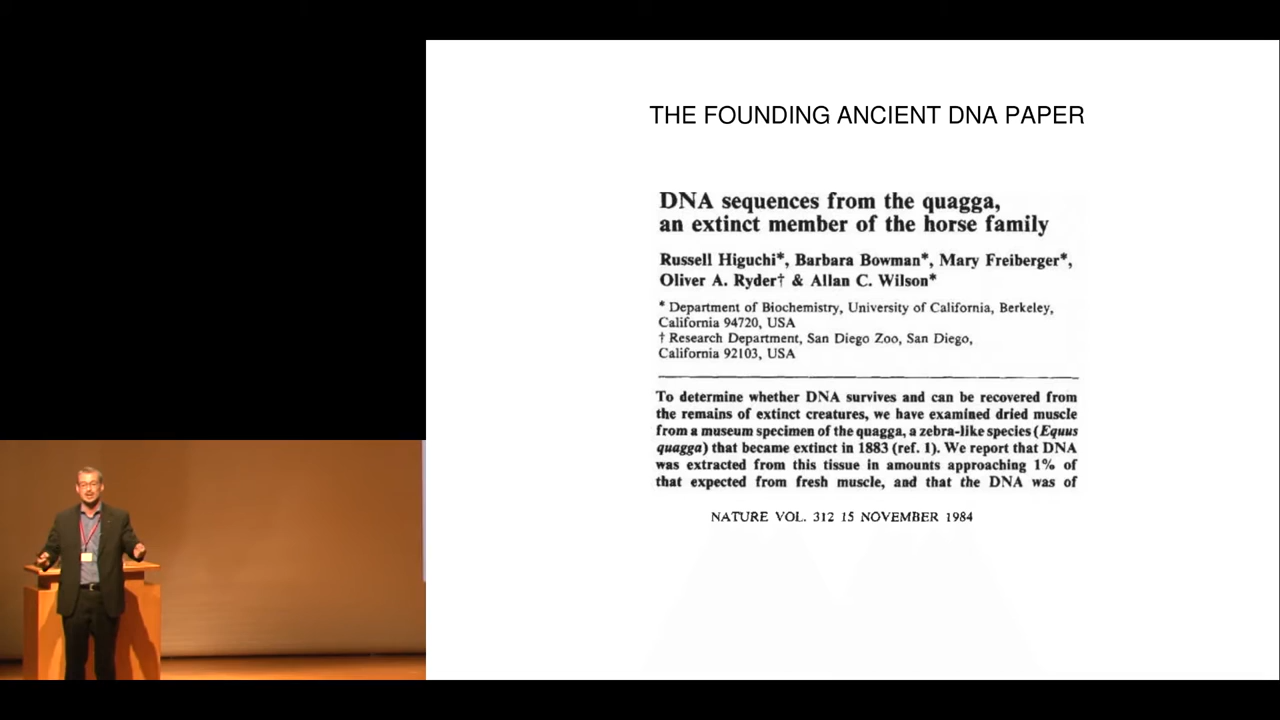 THE FOUNDING ANCIENT DNA PAPER
DNA sequences from the quagga,
an extinct member of the horse family
Russell Higuchi*, Barbara Bowman*, Mary Freiberger*,
Oliver A. Ryder† & Allan C. Wilson*
* Department of Biochemistry, University of California, Berkeley,
California 94720, USA
† Research Department, San Diego Zoo, San Diego,
California 92103, USA
To determine whether DNA survives and can be recovered from
the remains of extinct creatures, we have examined dried muscle
from a museum specimen of the quagga, a zebra-like species (Equus
quagga) that became extinct in 1883 (ref. 1). We report that DNA
was extracted from this tissue in amounts approaching 1% of
that expected from fresh muscle, and that the DNA was of
NATURE VOL. 312 15 NOVEMBER 1984